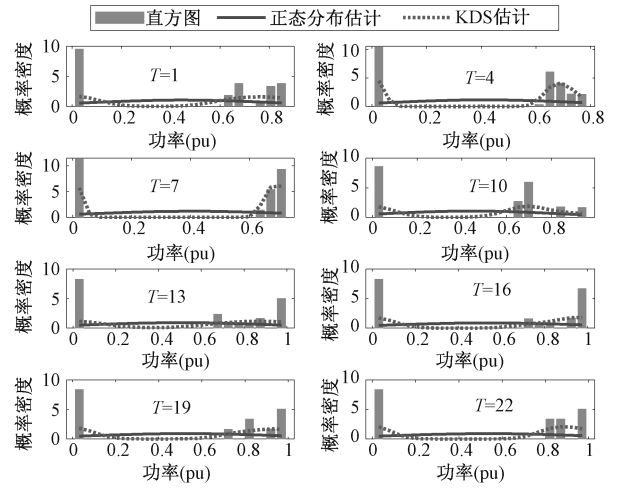 直方图 正态分布估计 KDS估计
概率密度 10 5 0 T=1 0 0.2 0.4 0.6 0.8 功率(pu)
概率密度 10 5 0 T=4 0 0.2 0.4 0.6 0.76 功率(pu)
概率密度 10 5 0 T=7 0 0.2 0.4 0.6 功率(pu)
概率密度 10 5 0 T=10 0 0.2 0.4 0.6 0.8 功率(pu)
概率密度 10 5 0 T=13 0 0.2 0.4 0.6 0.8 1 功率(pu)
概率密度 10 5 0 T=16 0 0.2 0.4 0.6 0.8 1 功率(pu)
概率密度 10 5 0 T=19 0 0.2 0.4 0.6 0.8 1 功率(pu)
概率密度 10 5 0 T=22 0 0.2 0.4 0.6 0.8 1 功率(pu)